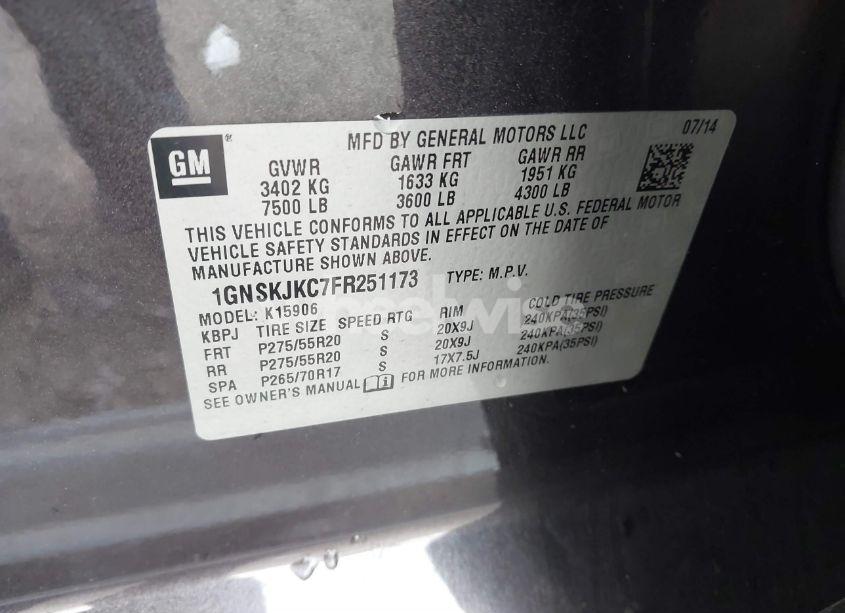 MFD BY GENERAL MOTORS LLC 07/14
GM®
GVWR GAWR FRT GAWR RR
3402 KG 1633 KG 1951 KG
7500 LB 3600 LB 4300 LB
THIS VEHICLE CONFORMS TO ALL APPLICABLE U.S. FEDERAL MOTOR
VEHICLE SAFETY STANDARDS IN EFFECT ON THE DATE OF
MANUFACTURE SHOWN ABOVE.
1GNSKJKC7FR251173 TYPE: M.P.V.
MODEL: K15906
KBPJ TIRE SIZE SPEED RTG RIM COLD TIRE PRESSURE
FRT P275/55R20 S 20X9J 240KPA(35PSI)
RR P275/55R20 S 20X9J 240KPA(35PSI)
SPA P265/70R17 S 17X7.5J 240KPA(35PSI)
SEE OWNER'S MANUAL FOR MORE INFORMATION.